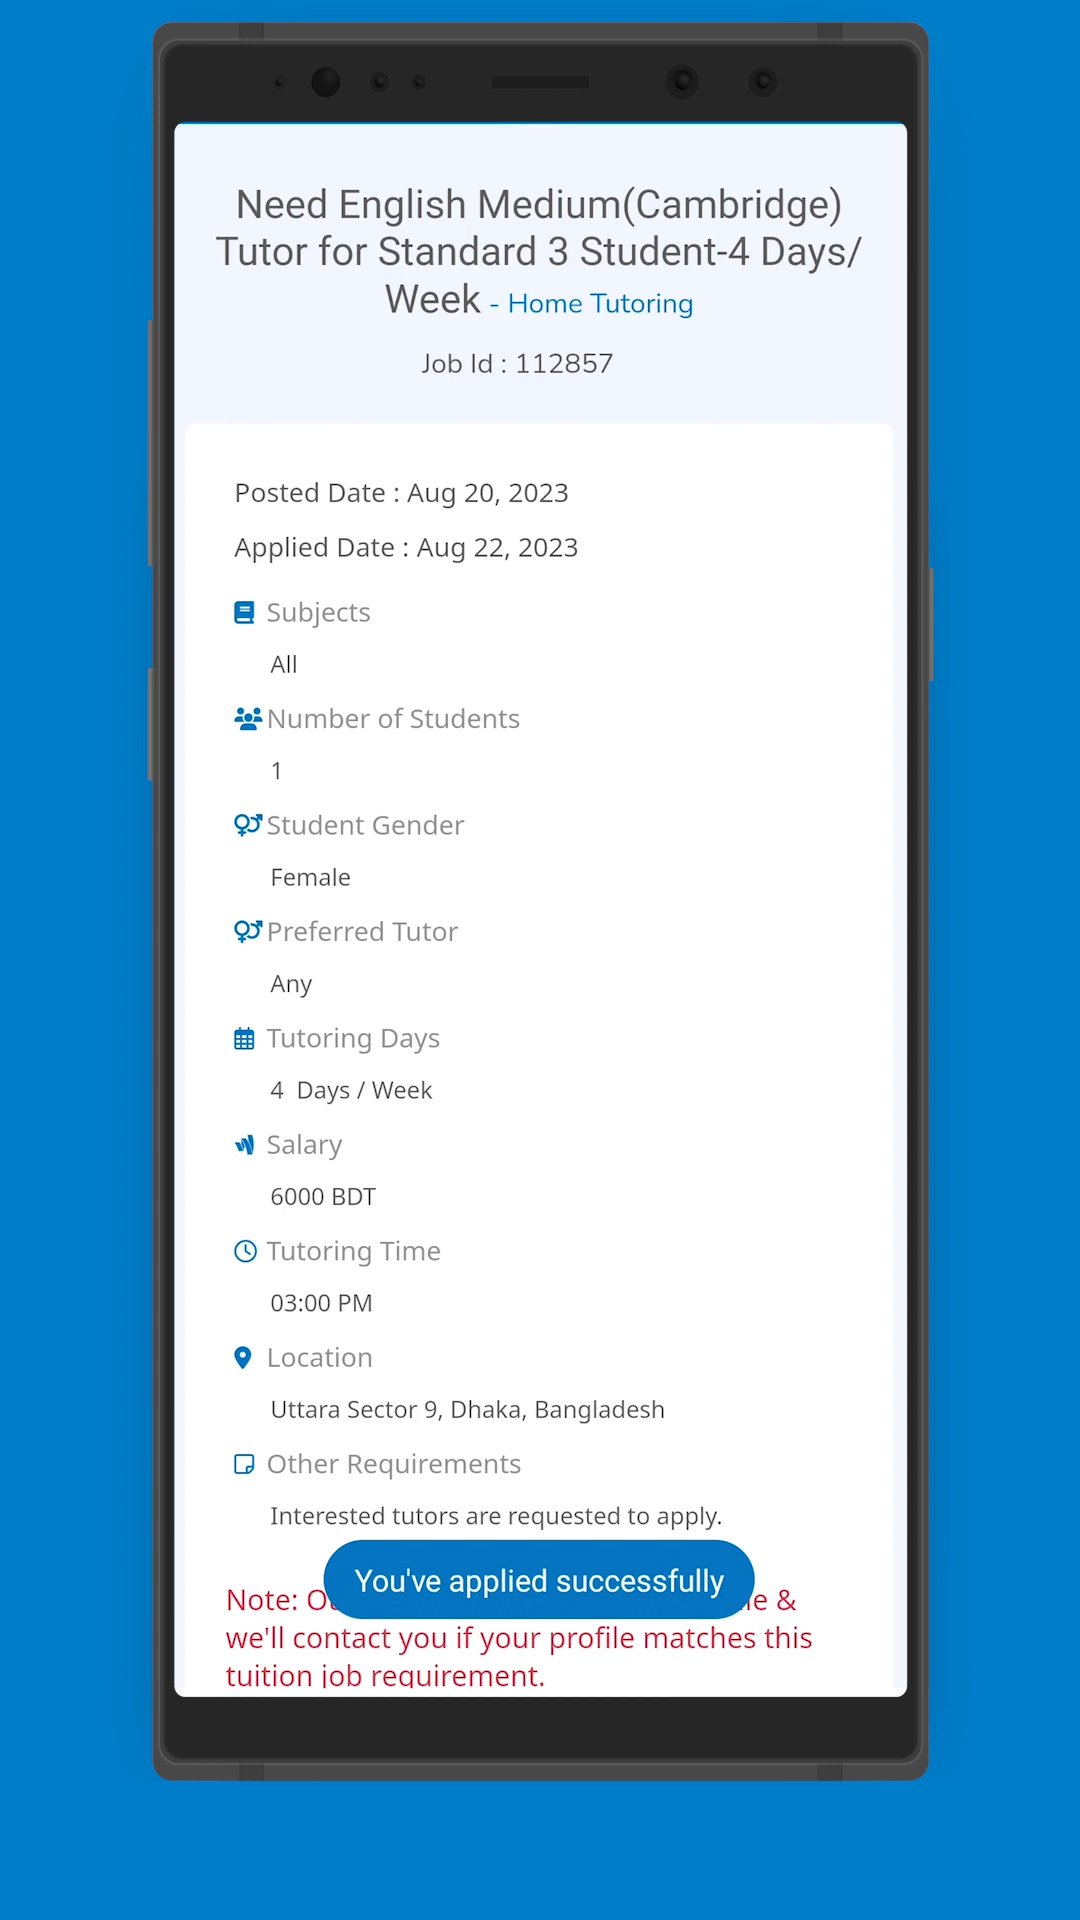 Need English Medium(Cambridge)
Tutor for Standard 3 Student-4 Days/
Week - Home Tutoring
Job Id : 112857
Posted Date : Aug 20, 2023
Applied Date : Aug 22, 2023
Subjects
All
Number of Students
1
Student Gender
Female
Preferred Tutor
Any
Tutoring Days
4 Days / Week
Salary
6000 BDT
Tutoring Time
03:00 PM
Location
Uttara Sector 9, Dhaka, Bangladesh
Other Requirements
Interested tutors are requested to apply.
You've applied successfully
Note: &
we'll contact you if your profile matches this
tuition job requirement.